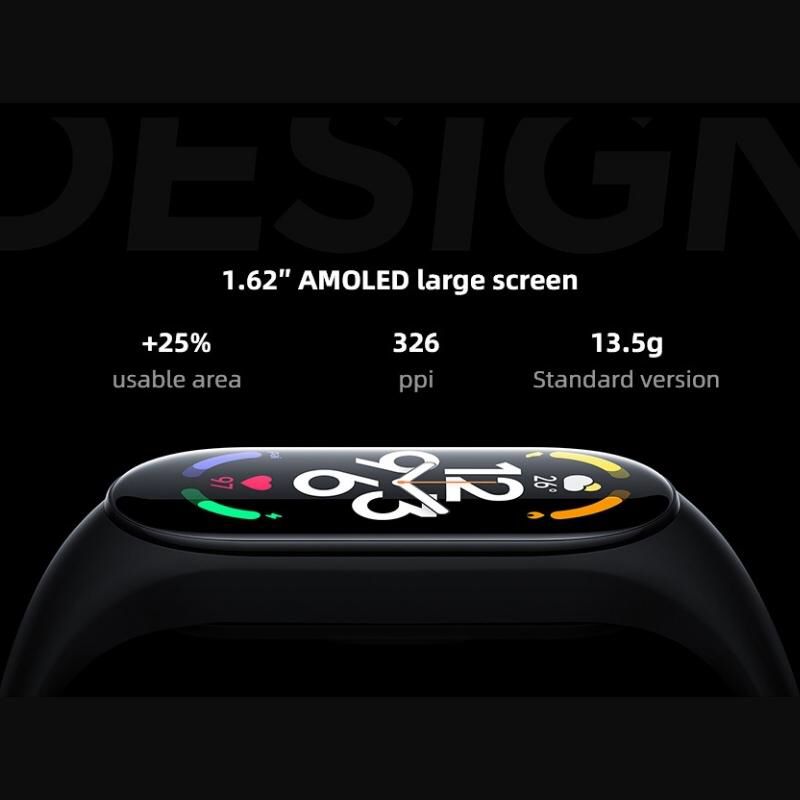 DESIGN
1.62" AMOLED large screen
+25% 326 13.5g
usable area ppi Standard version
12
9 3
6
26°
97